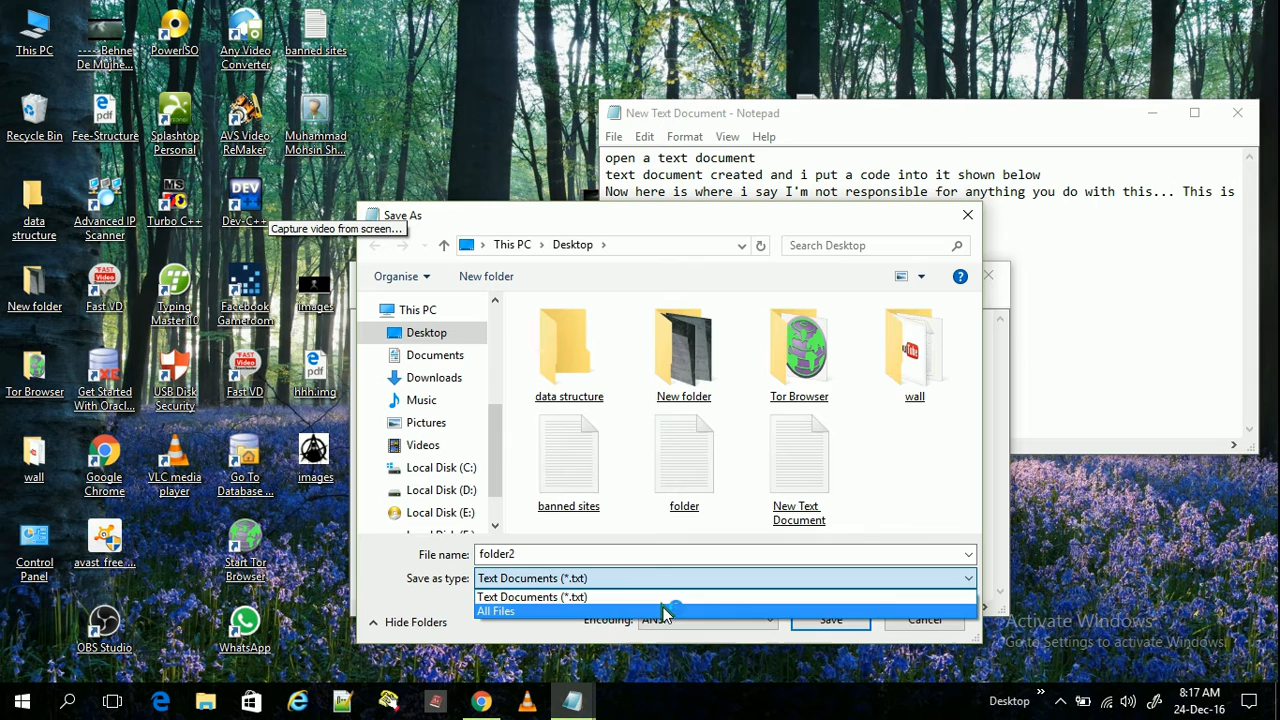 This PC
---- Behne
De Mujhe...
PowerISO
Any Video
Converter
banned sites
Recycle Bin
Fee-Structure
Splashtop
Personal
AVS Video
ReMaker
Muhammad
Mohsin Sh...
data
structure
Advanced IP
Scanner
Turbo C++
Dev-C++
Capture video from screen...
New folder
Fast VD
Typing
Master 10
Facebook
Gameroom
images
Tor Browser
Get Started
With Oracl...
USB Disk
Security
Fast VD
hhh.img
wall
Google
Chrome
VLC media
player
Go To
Database ...
images
Control
Panel
avast free ...
Start Tor
Browser
OBS Studio
WhatsApp
New Text Document - Notepad
File Edit Format View Help
open a text document
text document created and i put a code into it shown below
Now here is where i say I'm not responsible for anything you do with this... This is
Save As
This PC > Desktop >
Search Desktop
Organise
New folder
This PC
Desktop
Documents
Downloads
Music
Pictures
Videos
Local Disk (C:)
Local Disk (D:)
Local Disk (E:)
data structure
New folder
Tor Browser
wall
banned sites
folder
New Text
Document
File name: folder2
Save as type: Text Documents (*.txt)
Text Documents (*.txt)
All Files
Hide Folders
Encoding:
Save
Cancel
Activate Windows
Go to Settings to activate Windows.
Desktop
8:17 AM
24-Dec-16